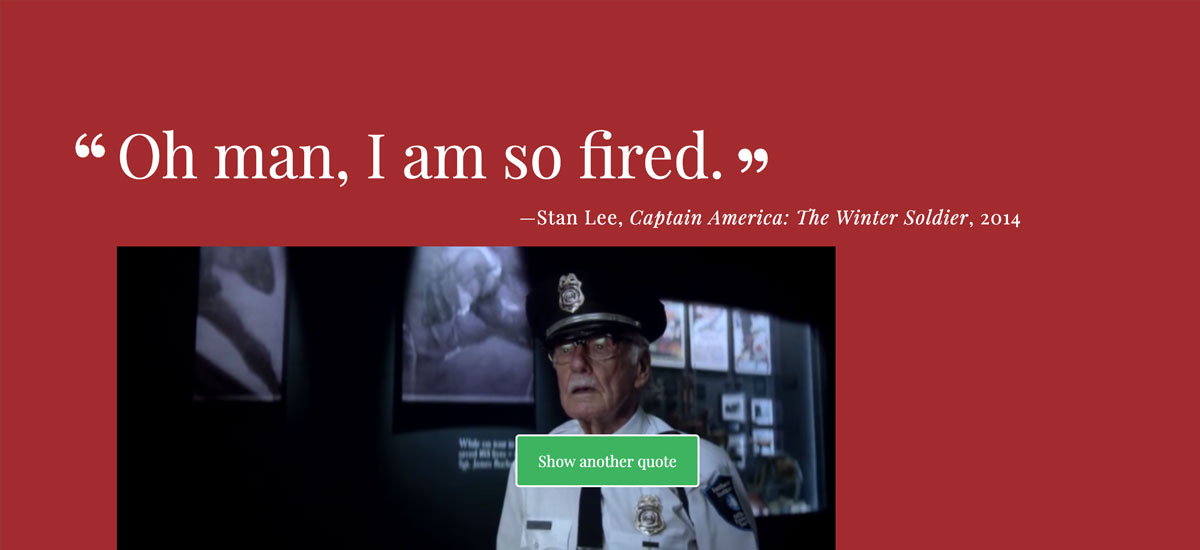 “ Oh man, I am so fired. ”
—Stan Lee, Captain America: The Winter Soldier, 2014
Show another quote